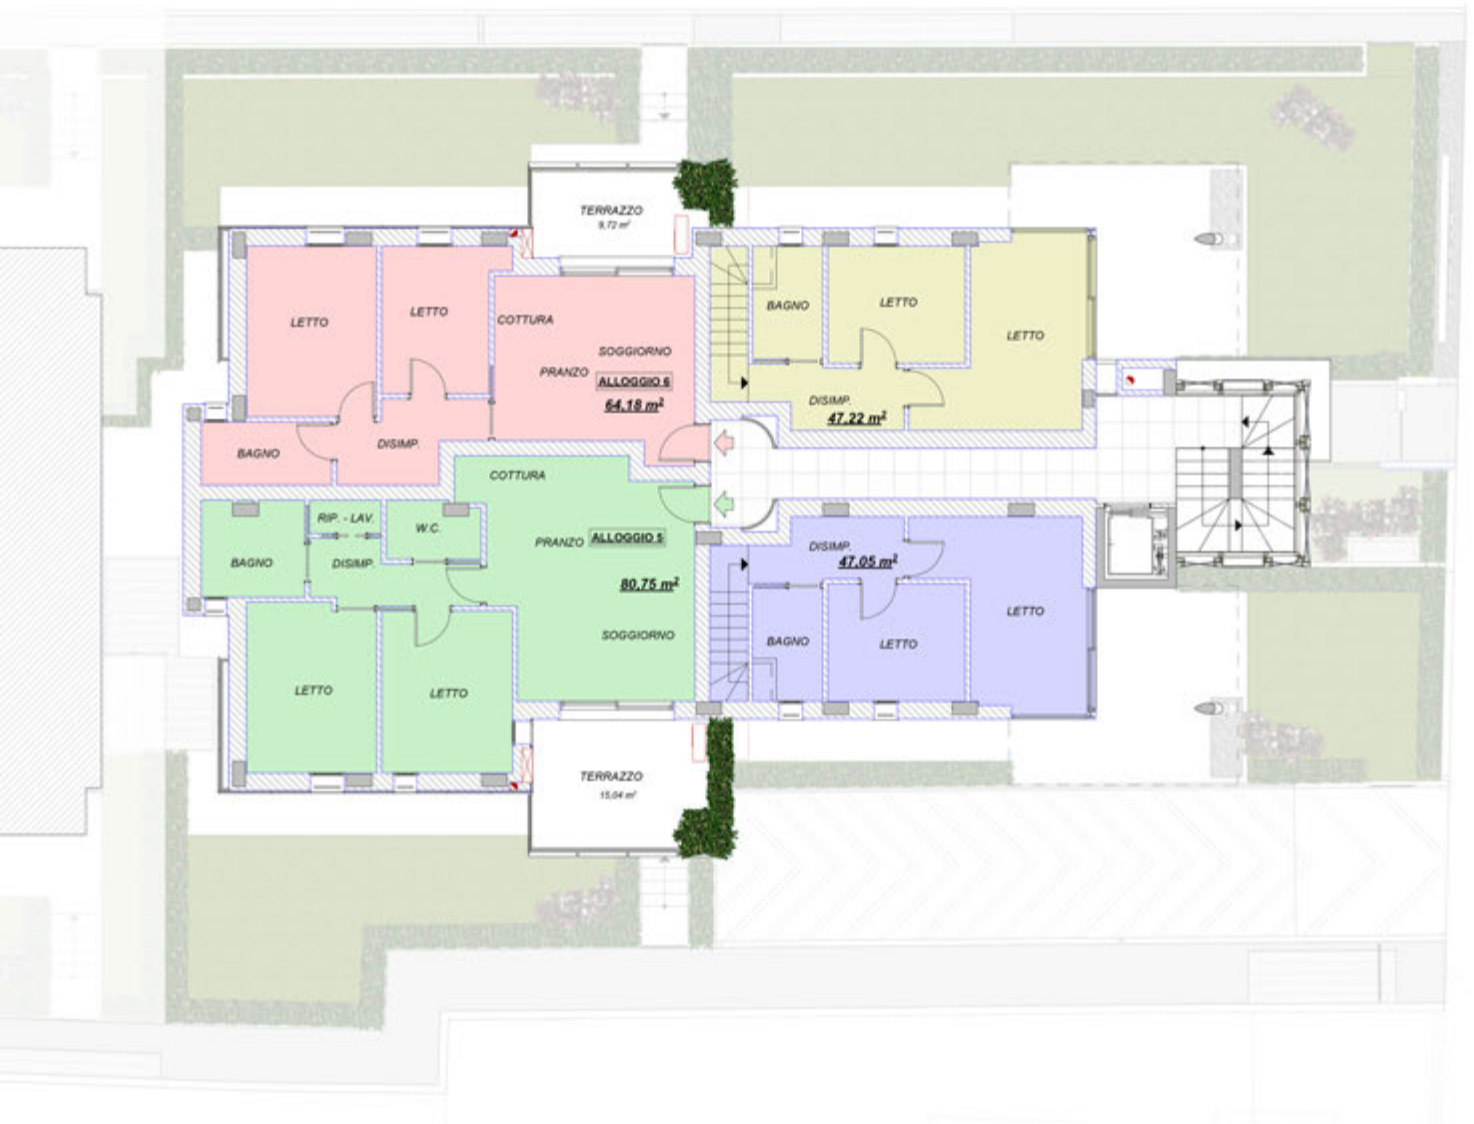 TERRAZZO
9,72 m²
LETTO
LETTO
COTTURA
SOGGIORNO
PRANZO
ALLOGGIO 6
64,18 m²
BAGNO
DISIMP.
BAGNO
LETTO
LETTO
DISIMP.
47,22 m²
COTTURA
RIP. - LAV.
W.C.
BAGNO
DISIMP.
PRANZO
ALLOGGIO 5
80,75 m²
SOGGIORNO
LETTO
LETTO
DISIMP.
47,05 m²
BAGNO
LETTO
LETTO
TERRAZZO
15,04 m²